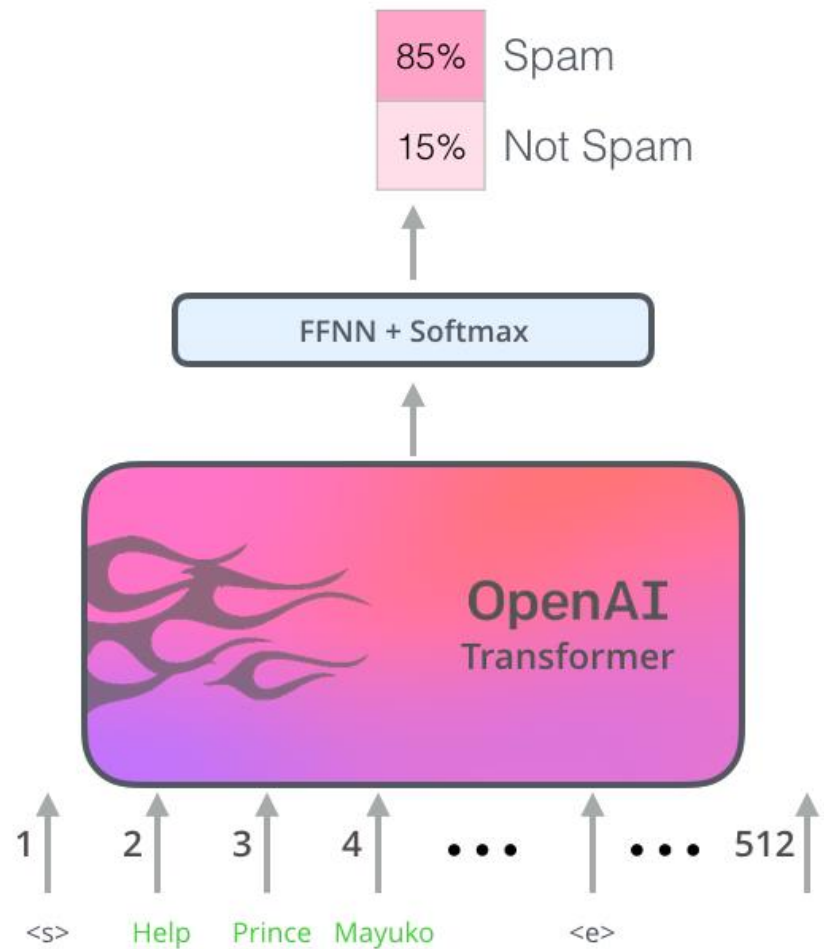 85% Spam
15% Not Spam
FFNN + Softmax
OpenAI
Transformer
1 2 3 4 ••• ••• 512
<s> Help Prince Mayuko <e>